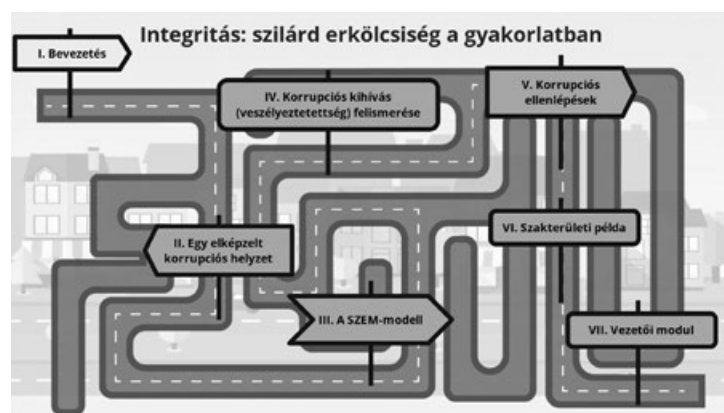 Integritás: szilárd erkölcsiség a gyakorlatban
I. Bevezetés
IV. Korrupciós kihívás
(veszélyeztetettség) felismerése
V. Korrupciós
ellenlépések
II. Egy elképzelt
korrupciós helyzet
VI. Szakterületi példa
III. A SZEM-modell
VII. Vezetői modul